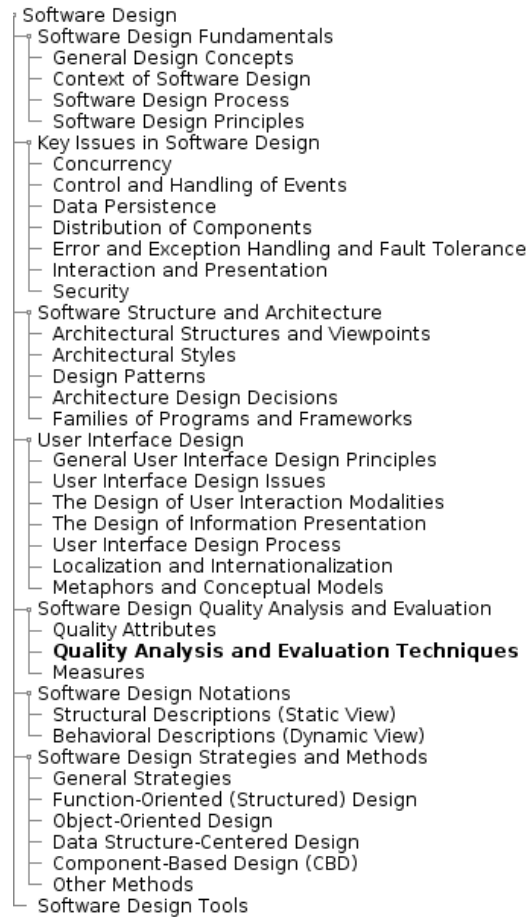 Software Design
Software Design Fundamentals
General Design Concepts
Context of Software Design
Software Design Process
Software Design Principles
Key Issues in Software Design
Concurrency
Control and Handling of Events
Data Persistence
Distribution of Components
Error and Exception Handling and Fault Tolerance
Interaction and Presentation
Security
Software Structure and Architecture
Architectural Structures and Viewpoints
Architectural Styles
Design Patterns
Architecture Design Decisions
Families of Programs and Frameworks
User Interface Design
General User Interface Design Principles
User Interface Design Issues
The Design of User Interaction Modalities
The Design of Information Presentation
User Interface Design Process
Localization and Internationalization
Metaphors and Conceptual Models
Software Design Quality Analysis and Evaluation
Quality Attributes
Quality Analysis and Evaluation Techniques
Measures
Software Design Notations
Structural Descriptions (Static View)
Behavioral Descriptions (Dynamic View)
Software Design Strategies and Methods
General Strategies
Function-Oriented (Structured) Design
Object-Oriented Design
Data Structure-Centered Design
Component-Based Design (CBD)
Other Methods
Software Design Tools